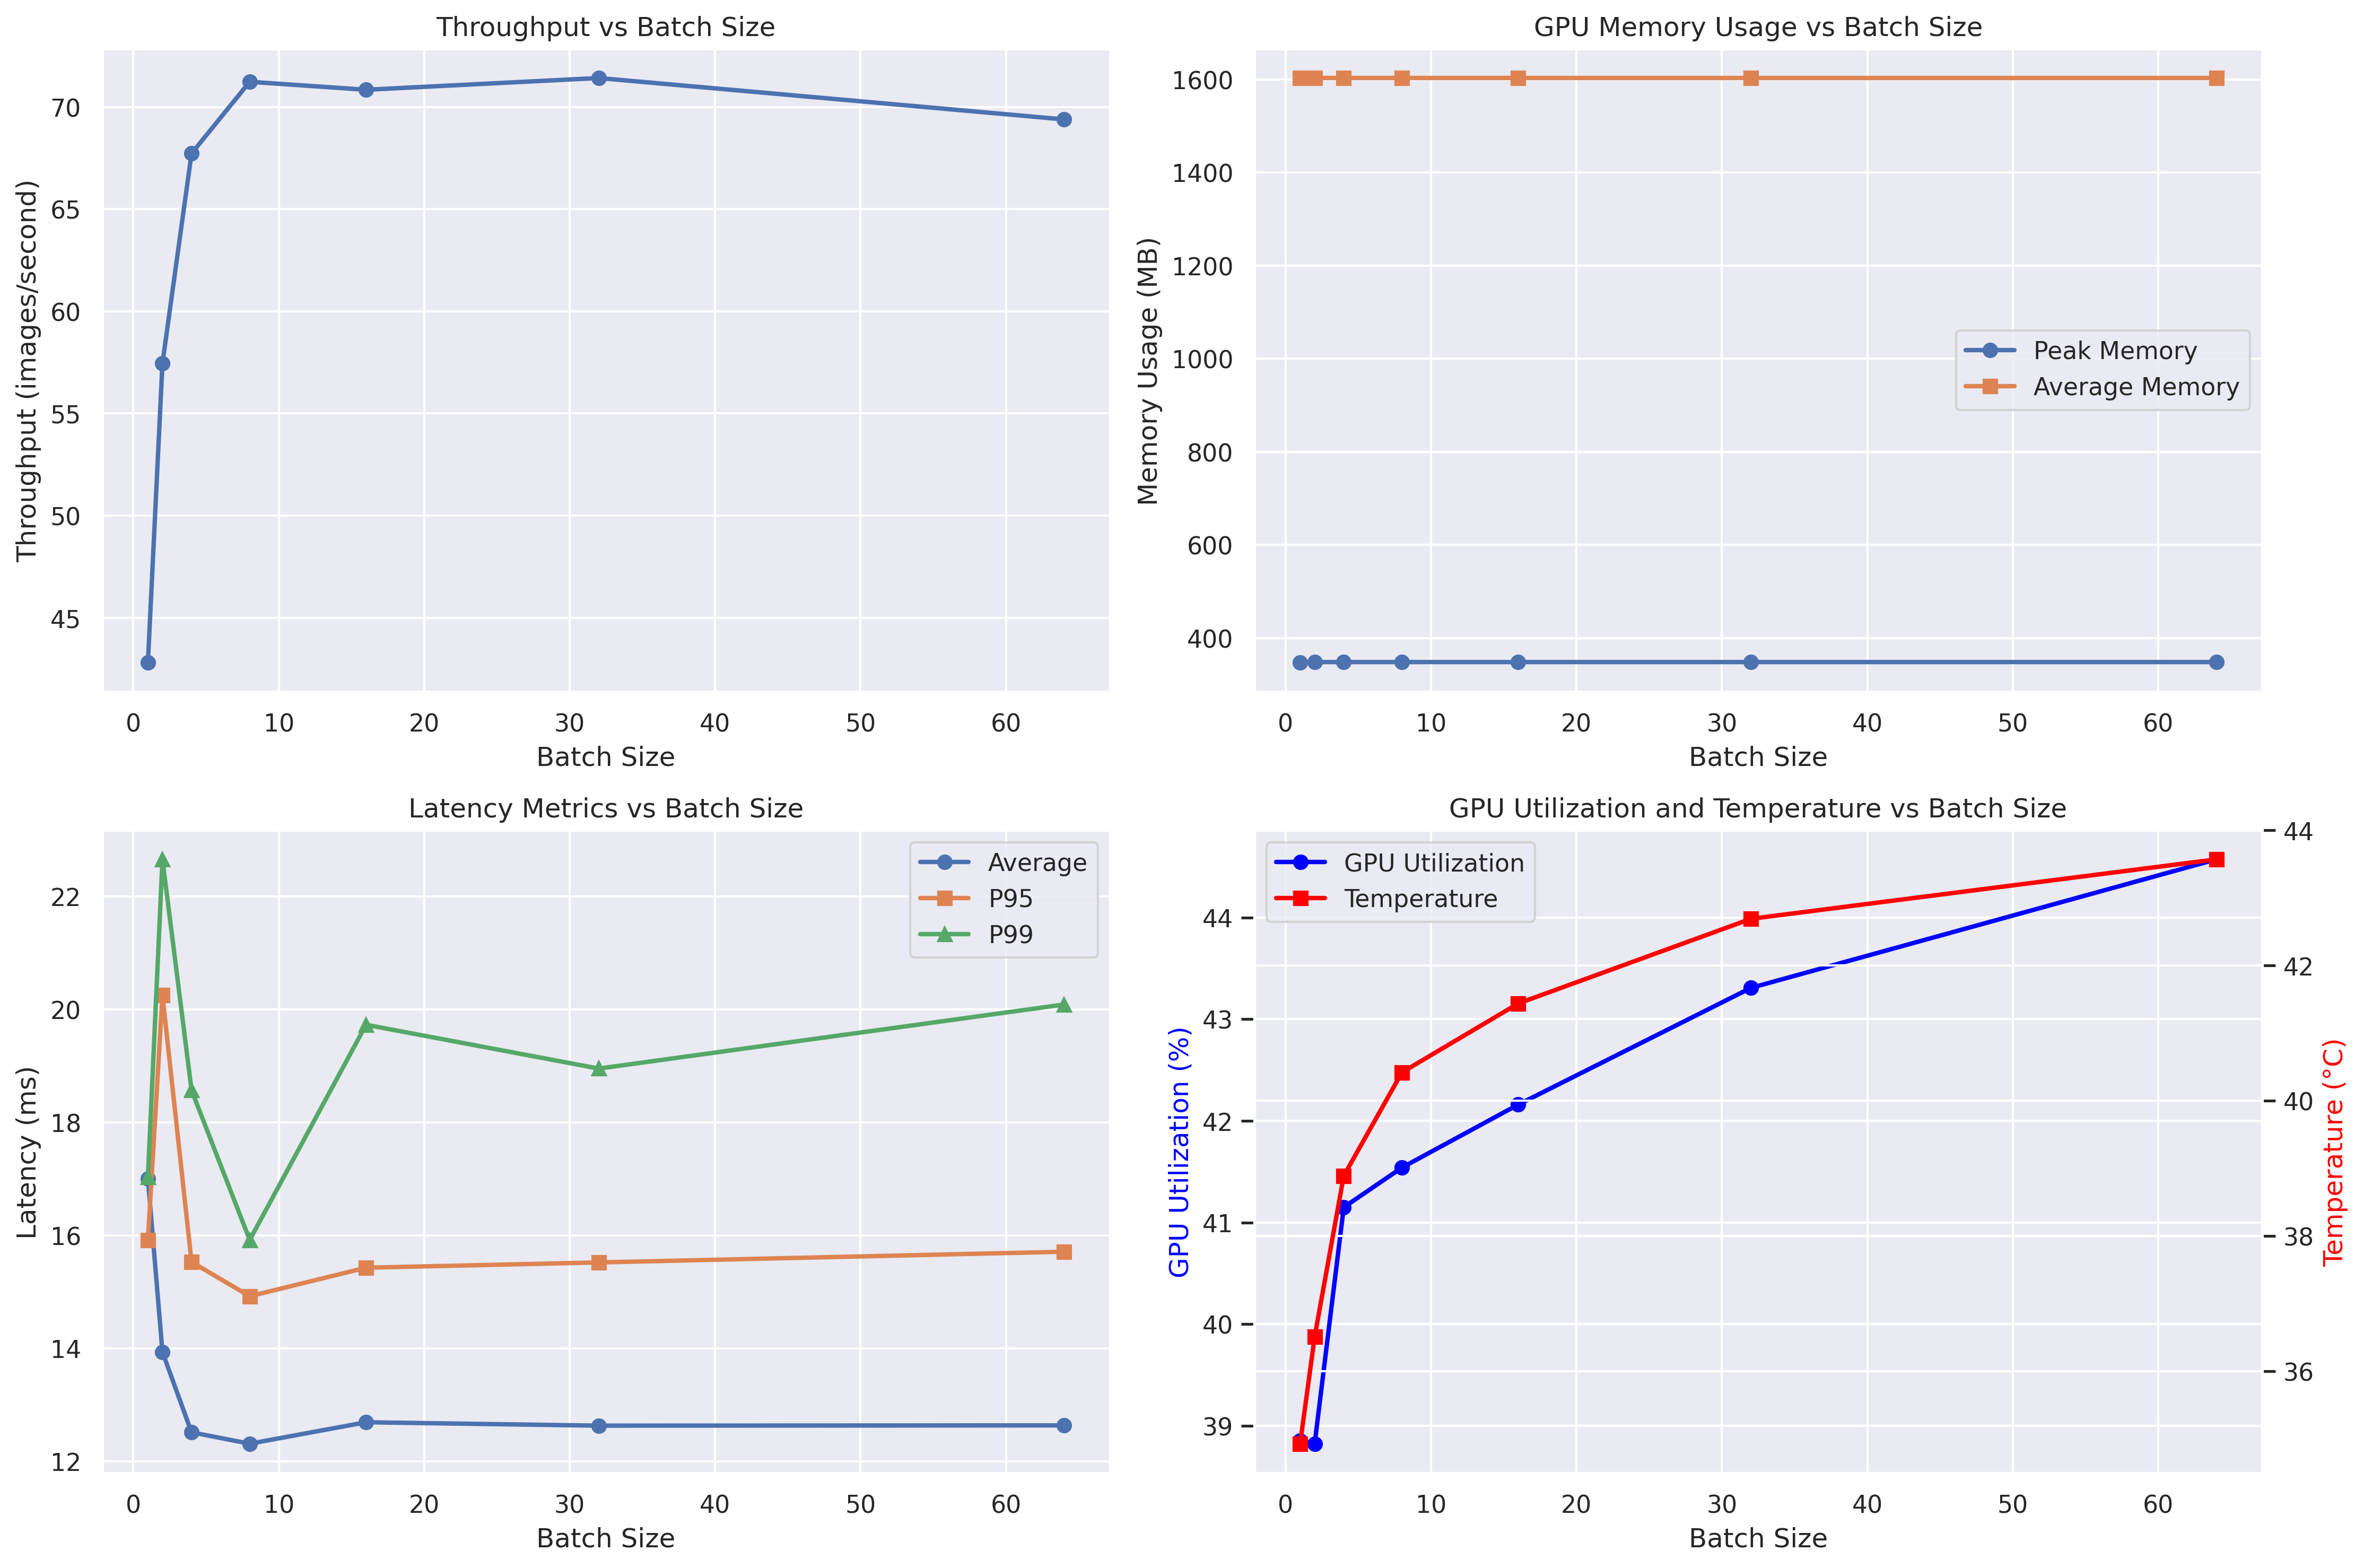 Throughput vs Batch Size
Throughput (images/second)
70
65
60
55
50
45
0 10 20 30 40 50 60
Batch Size
GPU Memory Usage vs Batch Size
Memory Usage (MB)
1600
1400
1200
1000
800
600
400
Peak Memory
Average Memory
0 10 20 30 40 50 60
Batch Size
Latency Metrics vs Batch Size
Latency (ms)
22
20
18
16
14
12
Average
P95
P99
0 10 20 30 40 50 60
Batch Size
GPU Utilization and Temperature vs Batch Size
GPU Utilization (%)
44
43
42
41
40
39
GPU Utilization
Temperature
44
42
40
38
36
Temperature (°C)
0 10 20 30 40 50 60
Batch Size